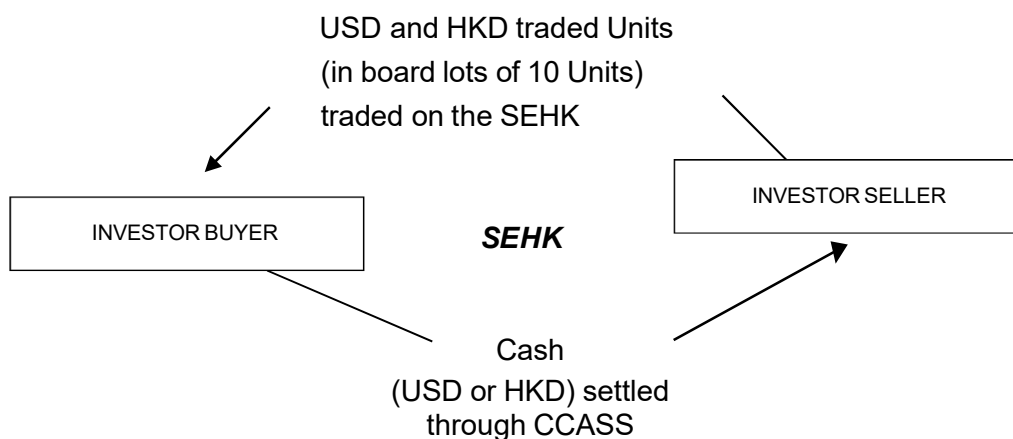 USD and HKD traded Units
(in board lots of 10 Units)
traded on the SEHK
INVESTOR BUYER
SEHK
INVESTOR SELLER
Cash
(USD or HKD) settled
through CCASS